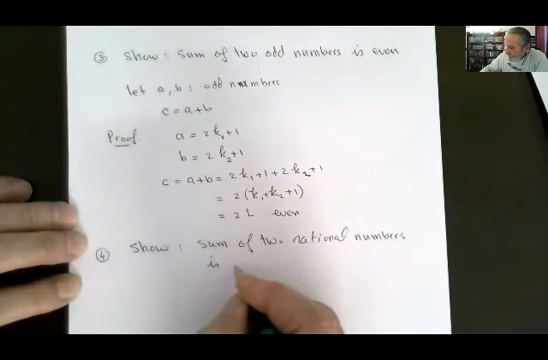 ③ Show: Sum of two odd numbers is even
let a, b: odd numbers
c = a+b
Proof. a = 2k₁+1
b = 2k₂+1
c = a+b = 2k₁+1+2k₂+1
= 2(k₁+k₂+1)
= 2L even
④ Show: Sum of two rational numbers
is